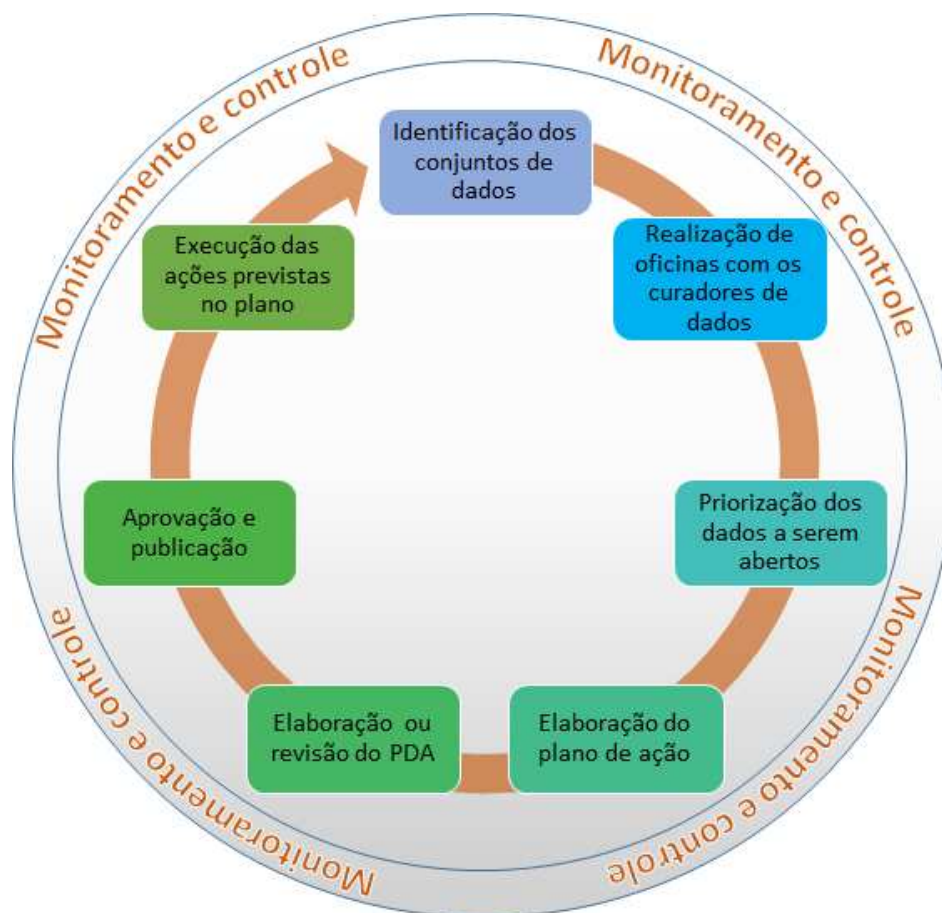 Monitoramento e controle
Monitoramento e controle
Identificação dos
conjuntos de
dados
Realização de
oficinas com os
curadores de
dados
Priorização dos
dados a serem
abertos
Elaboração do
plano de ação
Elaboração ou
revisão do PDA
Aprovação e
publicação
Execução das
ações previstas
no plano
Monitoramento e controle
Monitoramento e controle